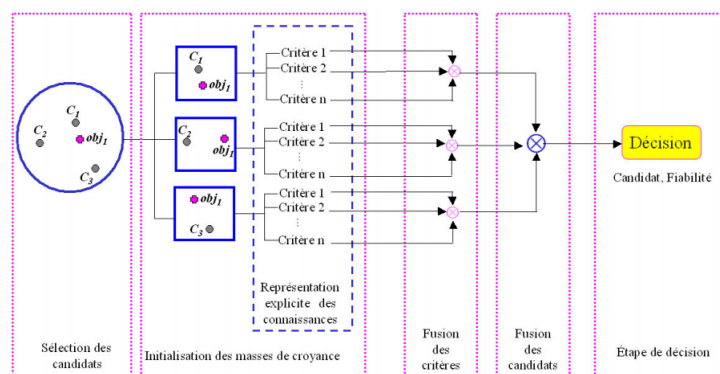 C1
obj1
C2
C3
C1
obj1
Critère 1
Critère 2
⋮
Critère n
C2
obj1
Critère 1
Critère 2
⋮
Critère n
obj1
C3
Critère 1
Critère 2
⋮
Critère n
Décision
Candidat, Fiabilité
Représentation
explicite des
connaissances
Sélection des
candidats
Initialisation des masses de croyance
Fusion
des
critères
Fusion
des
candidats
Étape de décision